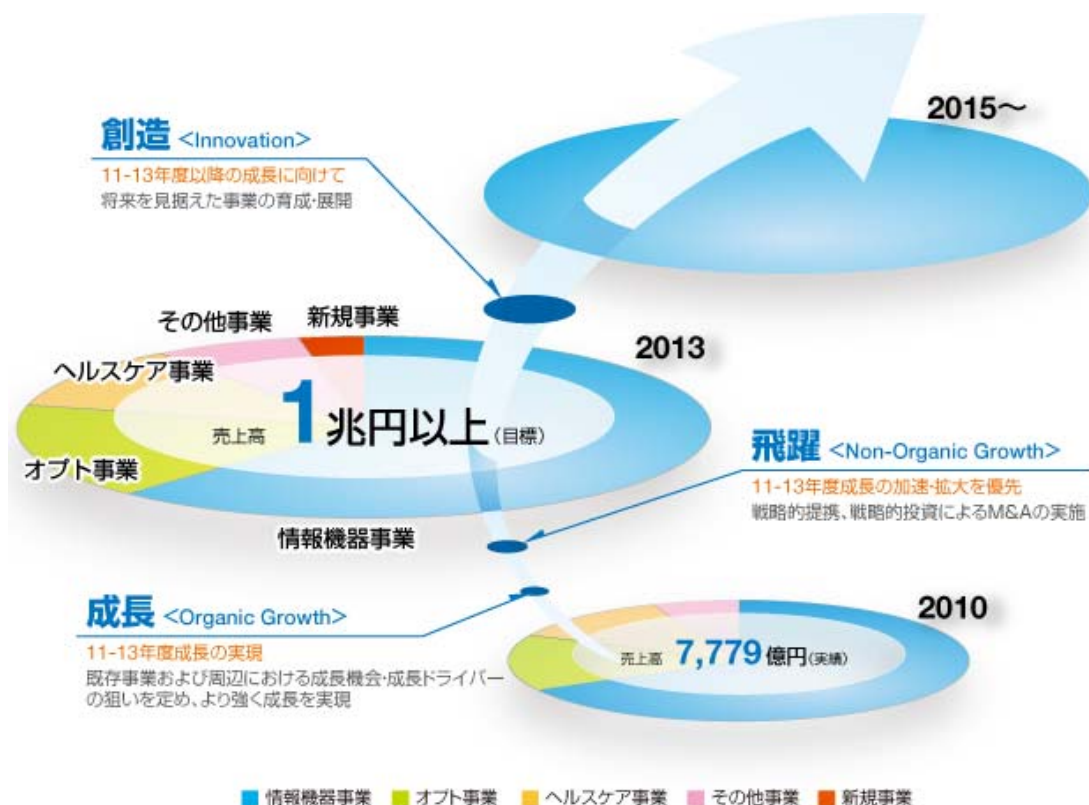 2015～
創造 <Innovation>
11-13年度以降の成長に向けて
将来を見据えた事業の育成・展開
その他事業
新規事業
2013
ヘルスケア事業
売上高 1兆円以上(目標)
オプト事業
情報機器事業
飛躍 <Non-Organic Growth>
11-13年度成長の加速・拡大を優先
戦略的提携、戦略的投資によるM&Aの実施
成長 <Organic Growth>
11-13年度成長の実現
既存事業および周辺における成長機会・成長ドライバー
の狙いを定め、より強く成長を実現
2010
売上高 7,779億円(実績)
情報機器事業 オプト事業 ヘルスケア事業 その他事業 新規事業